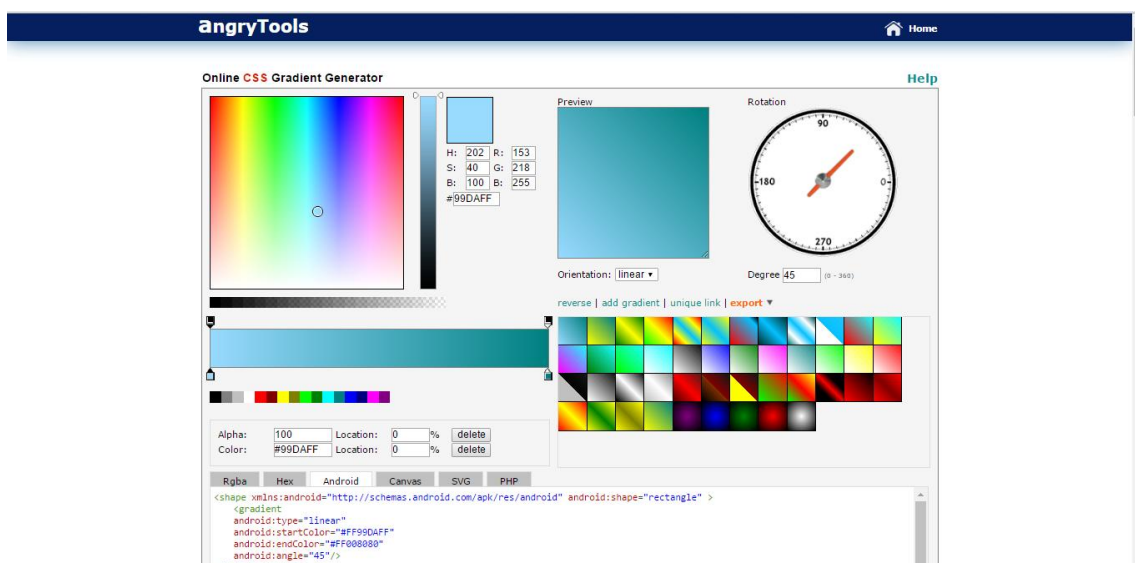 angryTools
Home
Online CSS Gradient Generator
Help
H: 202 R: 153
S: 40 G: 218
B: 100 B: 255
#99DAFF
Preview
Rotation
90
180
0
270
Orientation: linear
Degree 45 (0 - 360)
reverse | add gradient | unique link | export
Alpha: 100 Location: 0 % delete
Color: #99DAFF Location: 0 % delete
Rgba Hex Android Canvas SVG PHP
<shape xmlns:android="http://schemas.android.com/apk/res/android" android:shape="rectangle" >
<gradient
android:type="linear"
android:startColor="#FF99DAFF"
android:endColor="#FF008080"
android:angle="45"/>